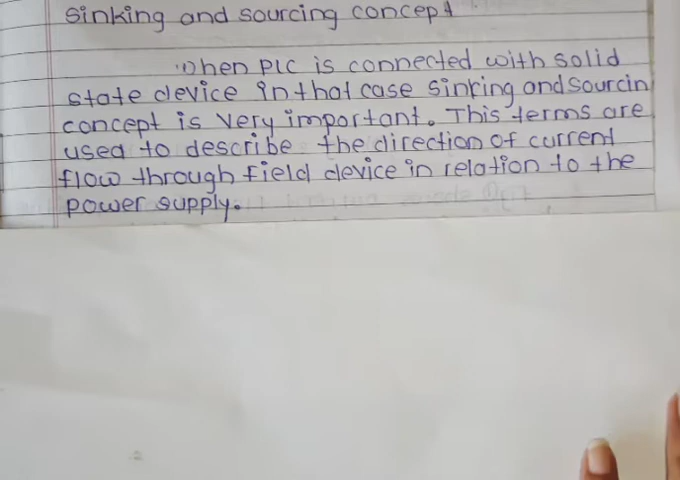 sinking and sourcing concept
When PLC is connected with solid
state device in that case sinking and sourcin
concept is very important. This terms are
used to describe the direction of current
flow through field device in relation to the
power supply.